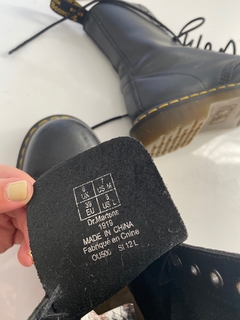 6 7
UK US M
39 8
EU US L
Dr.Martens
1919
MADE IN CHINA
Fabriqué en Chine
OU500 SI 12 L